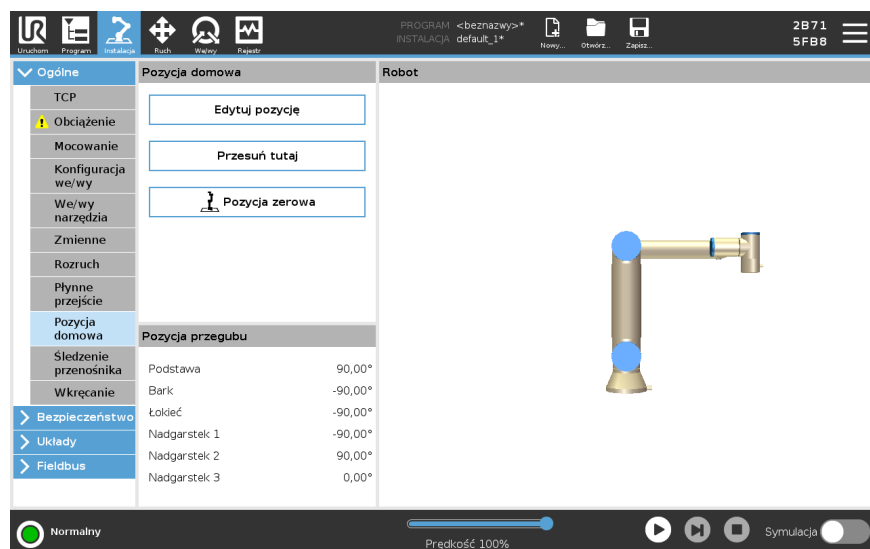 PROGRAM <beznazwy>*
INSTALACJA default_1*
Uruchom
Program
Instalacja
Ruch
We/wy
Rejestr
Nowy...
Otwórz...
Zapisz...
2B71
5FB8
Ogólne
TCP
Obciążenie
Mocowanie
Konfiguracja
we/wy
We/wy
narzędzia
Zmienne
Rozruch
Płynne
przejście
Pozycja
domowa
Śledzenie
przenośnika
Wkręcanie
Bezpieczeństwo
Układy
Fieldbus
Pozycja domowa
Edytuj pozycję
Przesuń tutaj
Pozycja zerowa
Pozycja przegubu
Podstawa 90,00°
Bark -90,00°
Łokieć -90,00°
Nadgarstek 1 -90,00°
Nadgarstek 2 90,00°
Nadgarstek 3 0,00°
Robot
Normalny
Prędkość 100%
Symulacja